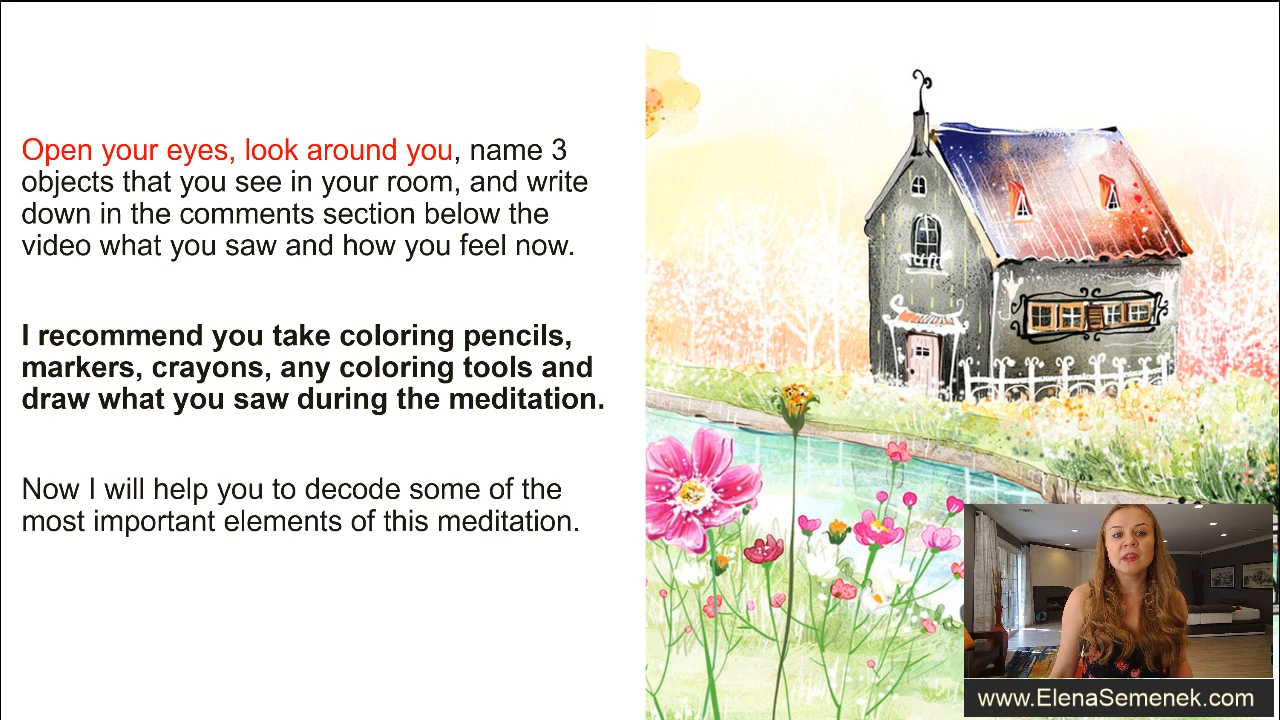 Open your eyes, look around you, name 3
objects that you see in your room, and write
down in the comments section below the
video what you saw and how you feel now.
I recommend you take coloring pencils,
markers, crayons, any coloring tools and
draw what you saw during the meditation.
Now I will help you to decode some of the
most important elements of this meditation.
www.ElenaSemenek.com